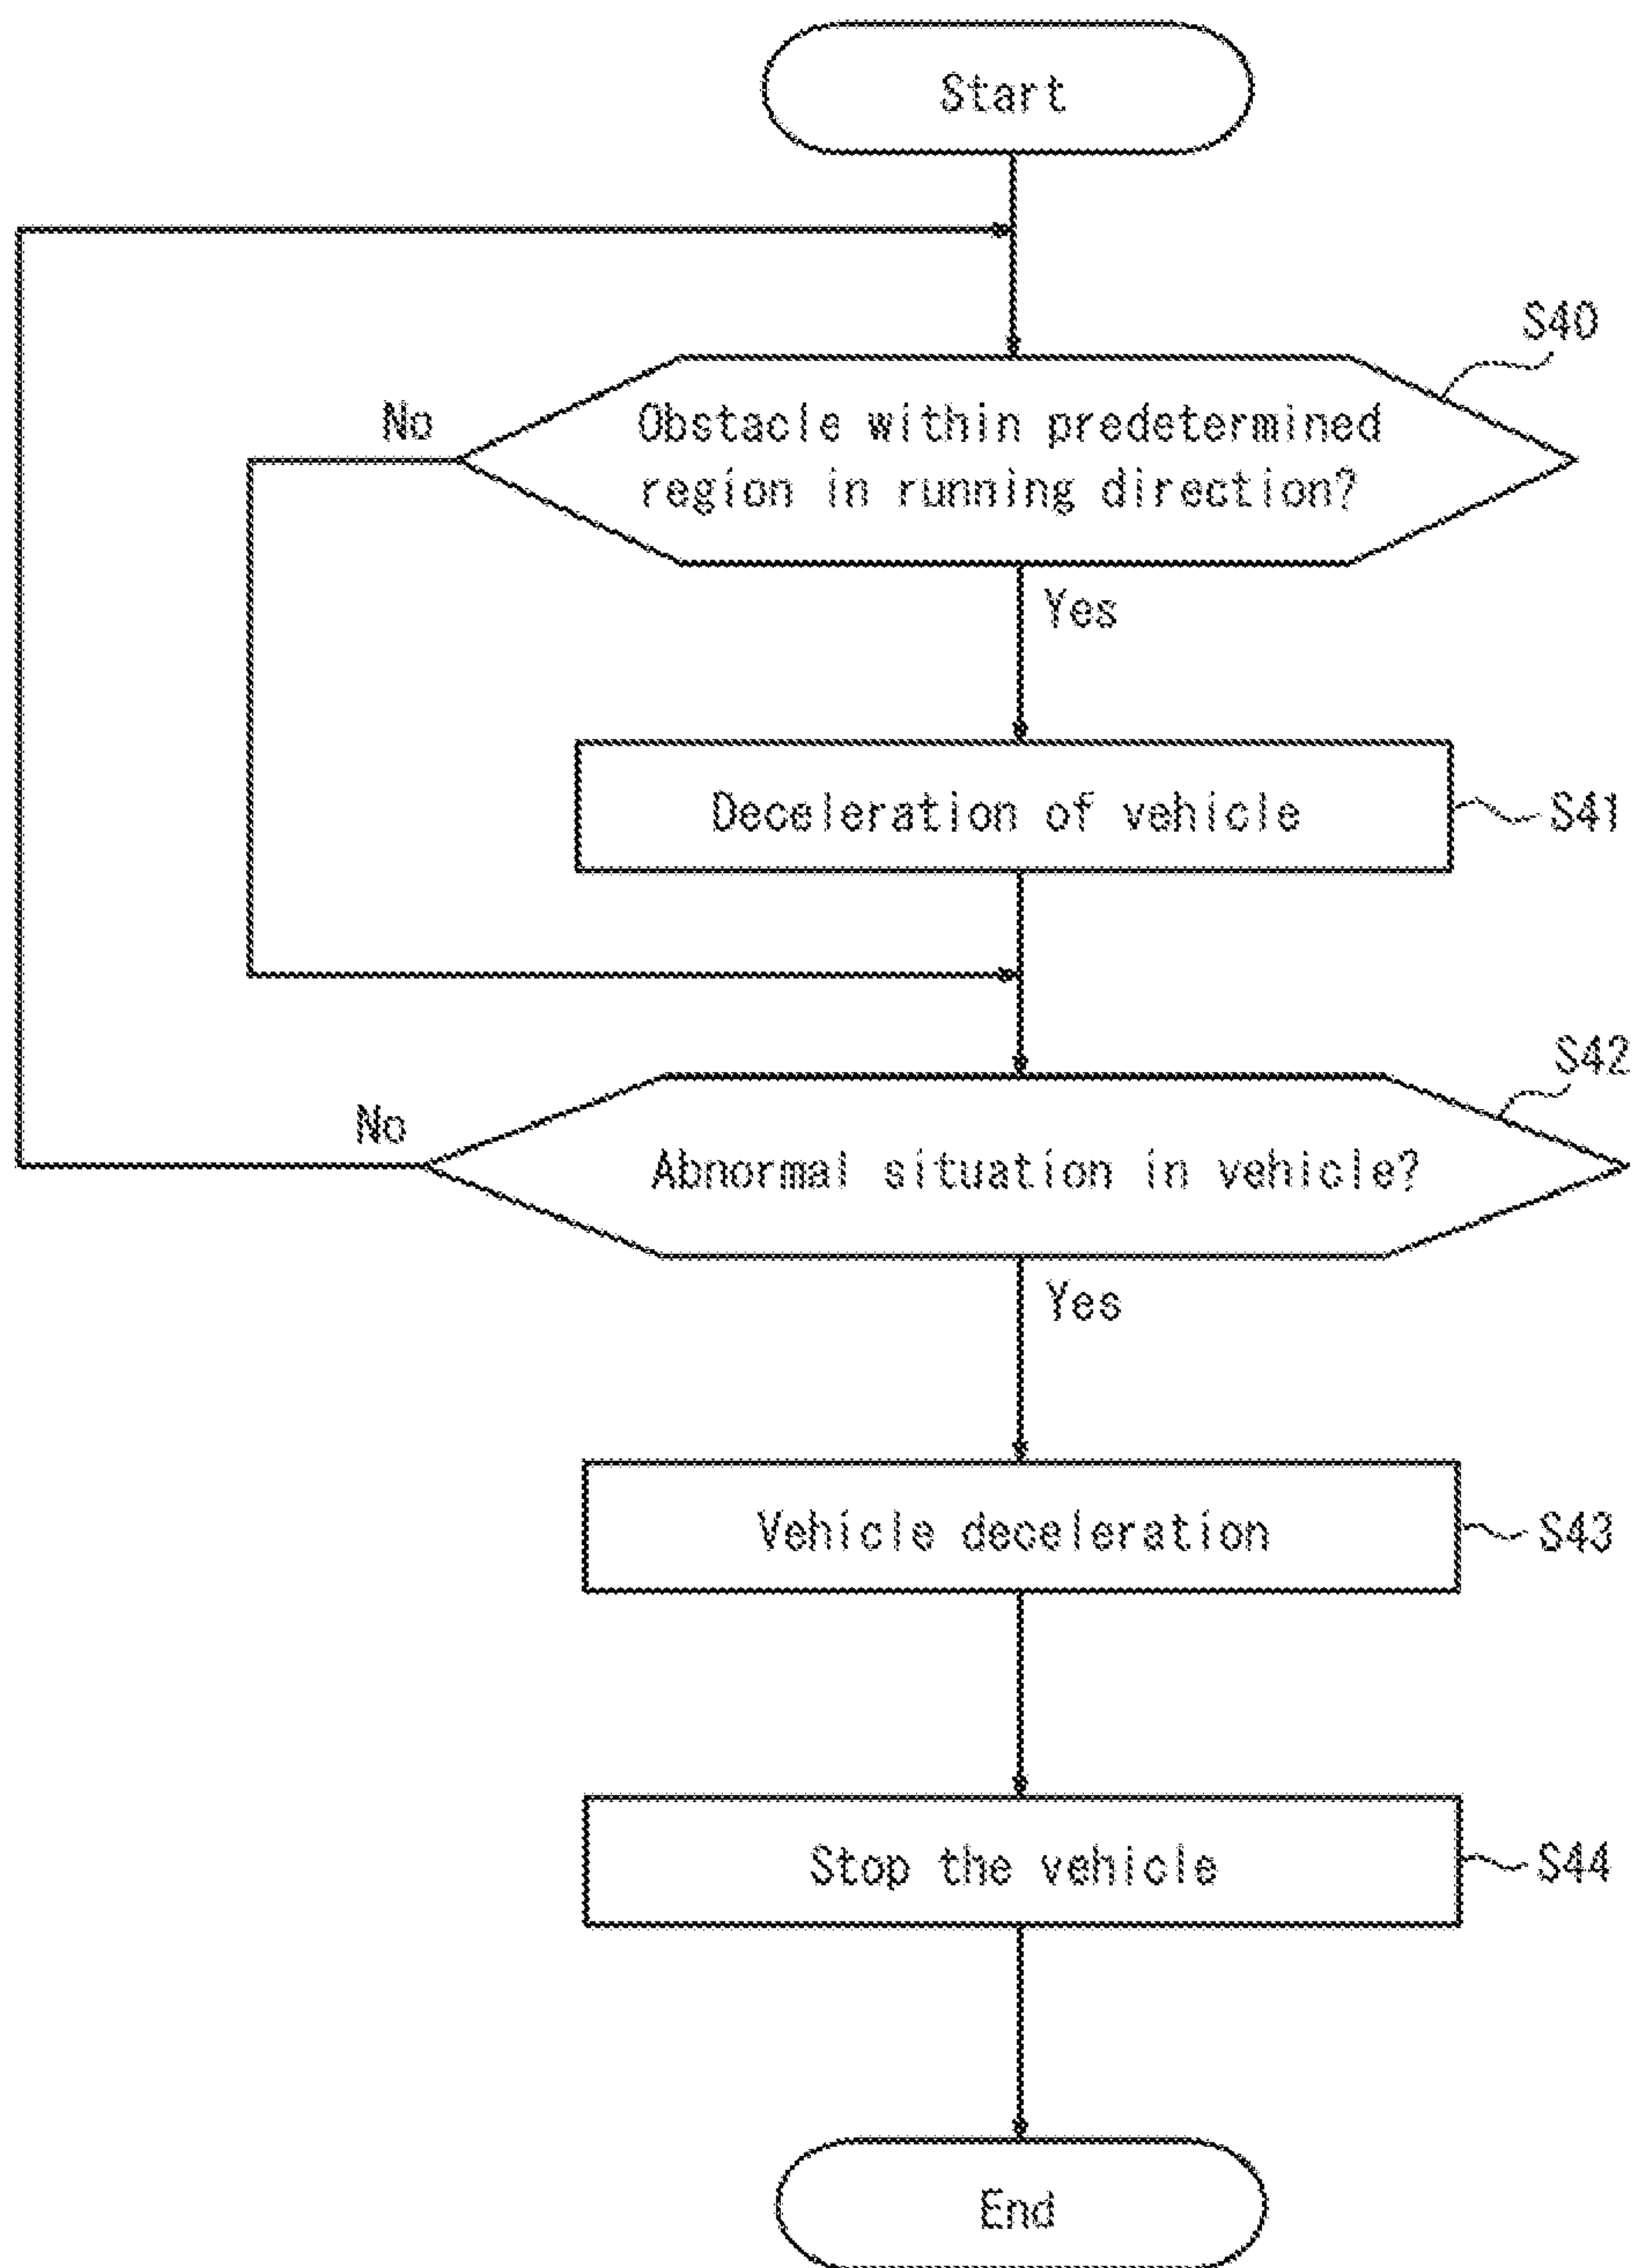 Start
S40
No
Obstacle within predetermined
region in running direction?
Yes
Deceleration of vehicle
S41
S42
No
Abnormal situation in vehicle?
Yes
Vehicle deceleration
S43
Stop the vehicle
S44
End